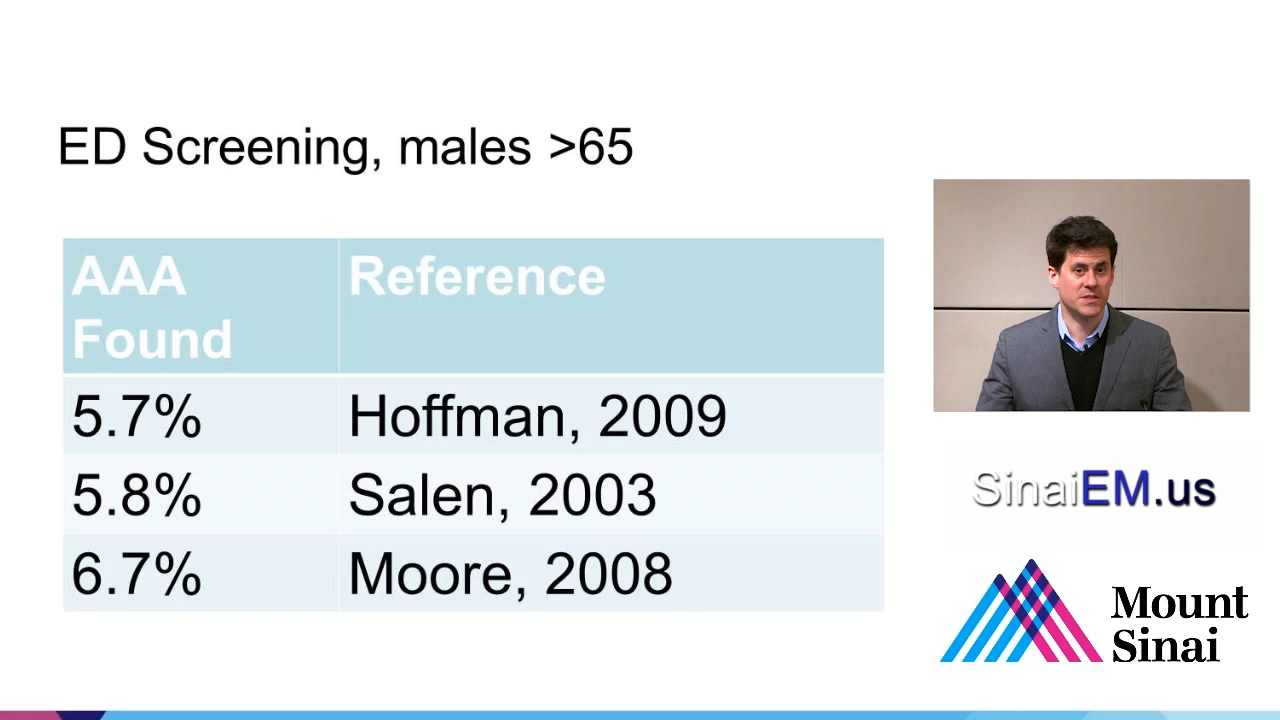 ED Screening, males >65
AAA Found
Reference
5.7%
Hoffman, 2009
5.8%
Salen, 2003
6.7%
Moore, 2008
SinaiEM.us
Mount
Sinai